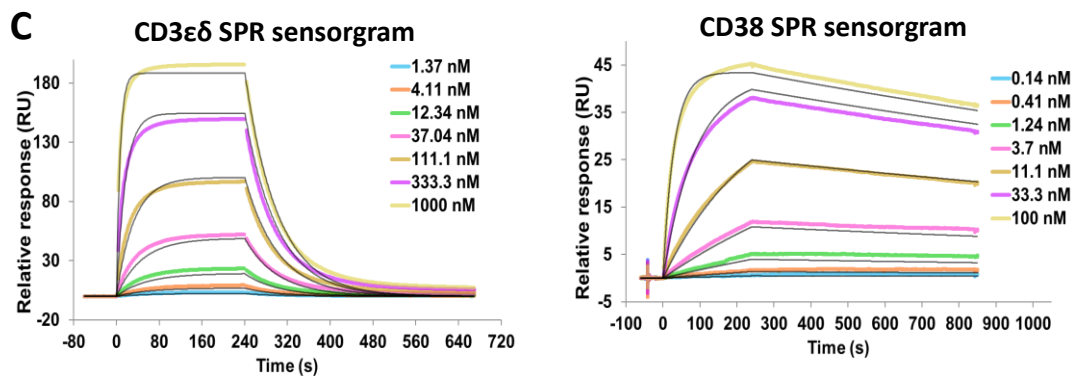 C
CD3εδ SPR sensorgram
Relative response (RU)
180
130
80
30
-20
-80 0 80 160 240 320 400 480 560 640 720
Time (s)
1.37 nM
4.11 nM
12.34 nM
37.04 nM
111.1 nM
333.3 nM
1000 nM
CD38 SPR sensorgram
Relative response (RU)
45
35
25
15
5
-5
-100 0 100 200 300 400 500 600 700 800 900 1000
Time (s)
0.14 nM
0.41 nM
1.24 nM
3.7 nM
11.1 nM
33.3 nM
100 nM